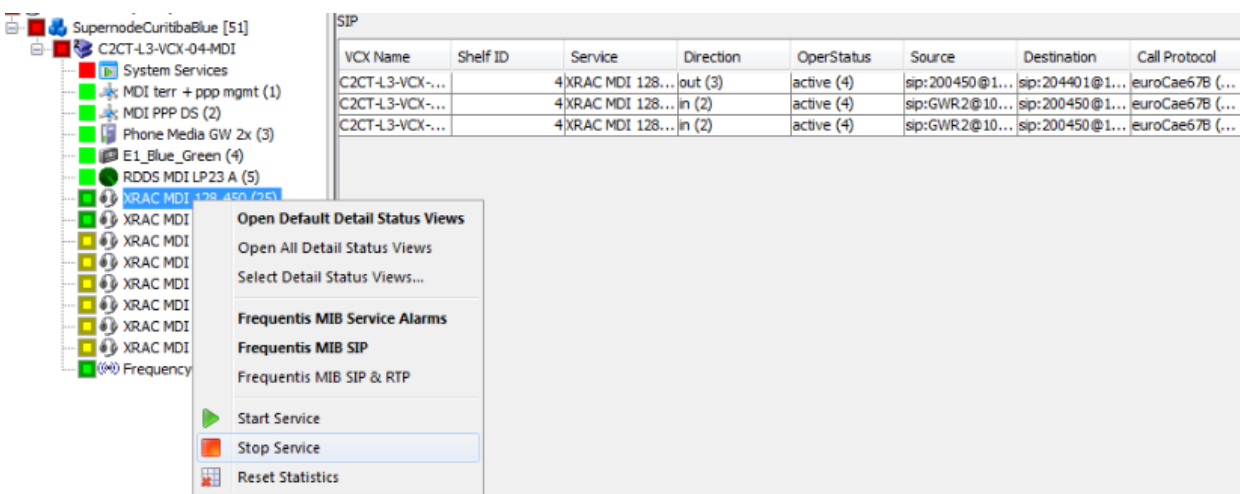 SupernodeCuritibaBlue [51]
C2CT-L3-VCX-04-MDI
System Services
MDI terr + ppp mgmt (1)
MDI PPP DS (2)
Phone Media GW 2x (3)
E1_Blue_Green (4)
RDDS MDI LP23 A (5)
XRAC MDI 128_450 (25)
XRAC MDI
XRAC MDI
XRAC MDI
XRAC MDI
XRAC MDI
XRAC MDI
XRAC MDI
Frequency
Open Default Detail Status Views
Open All Detail Status Views
Select Detail Status Views...
Frequentis MIB Service Alarms
Frequentis MIB SIP
Frequentis MIB SIP & RTP
Start Service
Stop Service
Reset Statistics
SIP
VCX Name Shelf ID Service Direction OperStatus Source Destination Call Protocol
C2CT-L3-VCX-... 4 XRAC MDI 128... out (3) active (4) sip:200450@1... sip:204401@1... euroCae67B (...
C2CT-L3-VCX-... 4 XRAC MDI 128... in (2) active (4) sip:GWR2@10... sip:200450@1... euroCae67B (...
C2CT-L3-VCX-... 4 XRAC MDI 128... in (2) active (4) sip:GWR2@10... sip:200450@1... euroCae67B (...